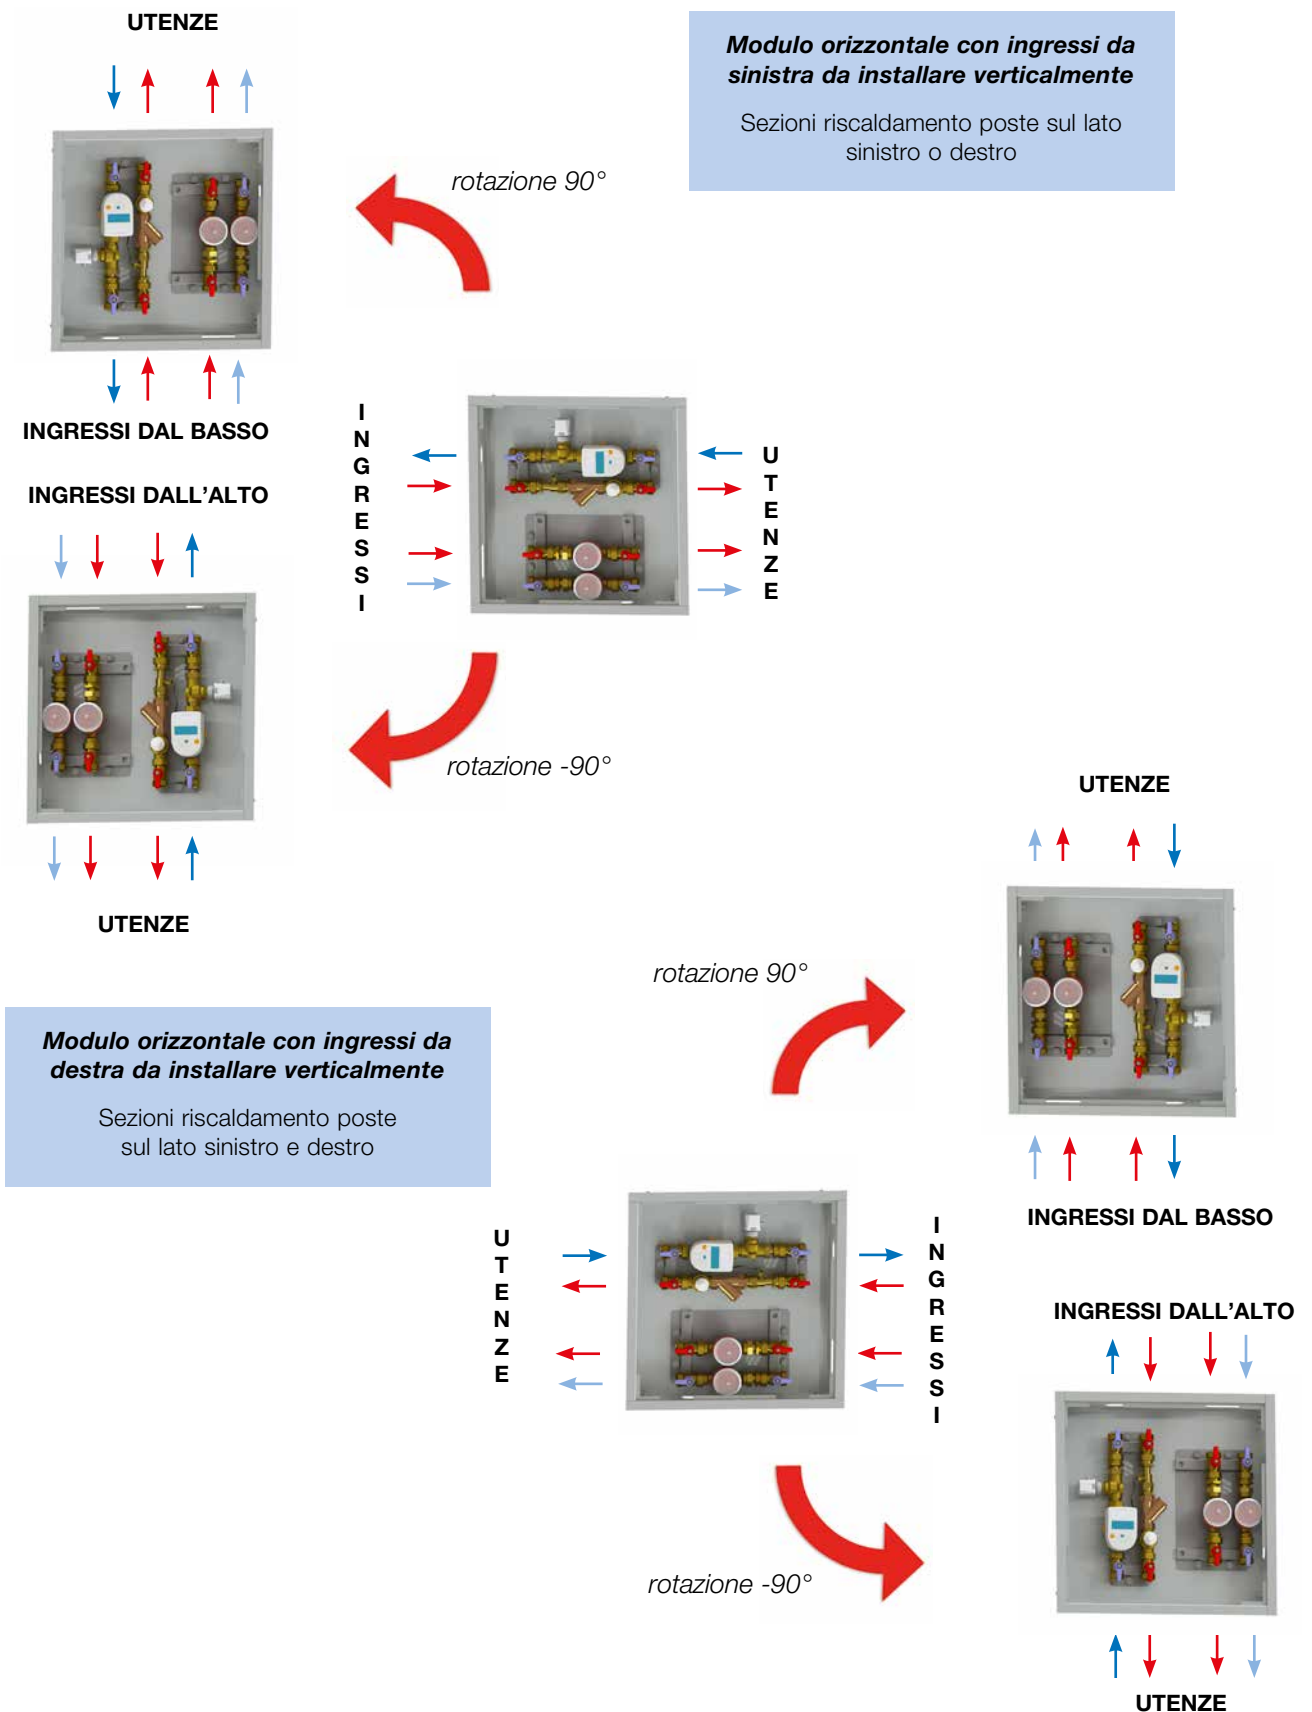 UTENZE
Modulo orizzontale con ingressi da
sinistra da installare verticalmente
Sezioni riscaldamento poste sul lato
sinistro o destro
rotazione 90°
INGRESSI DAL BASSO
INGRESSI
UTENZE
INGRESSI DALL'ALTO
rotazione -90°
UTENZE
UTENZE
rotazione 90°
Modulo orizzontale con ingressi da
destra da installare verticalmente
Sezioni riscaldamento poste
sul lato sinistro e destro
INGRESSI DAL BASSO
UTENZE
INGRESSI
INGRESSI DALL'ALTO
rotazione -90°
UTENZE